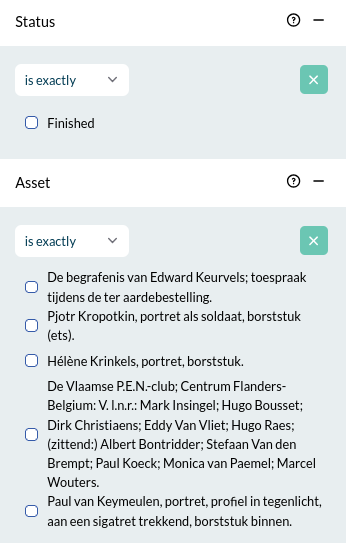 Status
is exactly
Finished
Asset
is exactly
De begrafenis van Edward Keurvels; toespraak
tijdens de ter aardebestelling.
Pjotr Kropotkin, portret als soldaat, borststuk
(ets).
Hélène Krinkels, portret, borststuk.
De Vlaamse P.E.N.-club; Centrum Flanders-
Belgium: V. l.n.r.: Mark Insingel; Hugo Bousset;
Dirk Christiaens; Eddy Van Vliet; Hugo Raes;
(zittend:) Albert Bontridder; Stefaan Van den
Brempt; Paul Koeck; Monica van Paemel; Marcel
Wouters.
Paul van Keymeulen, portret, profiel in tegenlicht,
aan een sigatret trekkend, borststuk binnen.